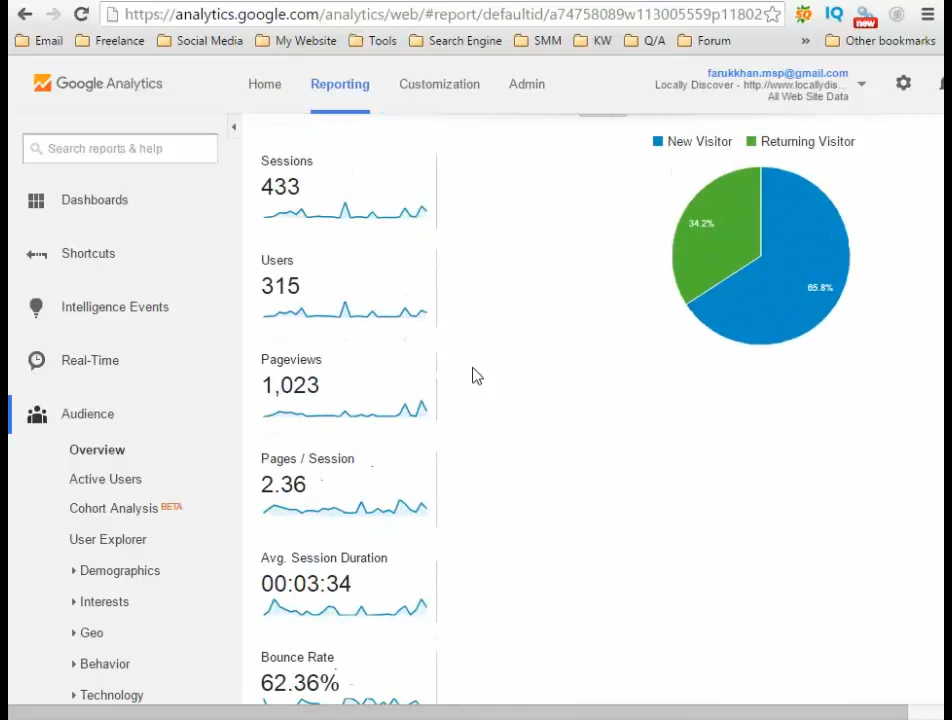 https://analytics.google.com/analytics/web/#report/defaultid/a74758089w113005559p11802
IQ
new
Email Freelance Social Media My Website Tools Search Engine SMM KW Q/A Forum » Other bookmarks
Google Analytics
Home Reporting Customization Admin
farukkhan.msp@gmail.com
Locally Discover - http://www.locallydis...
All Web Site Data
Search reports & help
Dashboards
Shortcuts
Intelligence Events
Real-Time
Audience
Overview
Active Users
Cohort Analysis BETA
User Explorer
Demographics
Interests
Geo
Behavior
Technology
Sessions
433
Users
315
Pageviews
1,023
Pages / Session
2.36
Avg. Session Duration
00:03:34
Bounce Rate
62.36%
New Visitor Returning Visitor
34.2%
65.8%